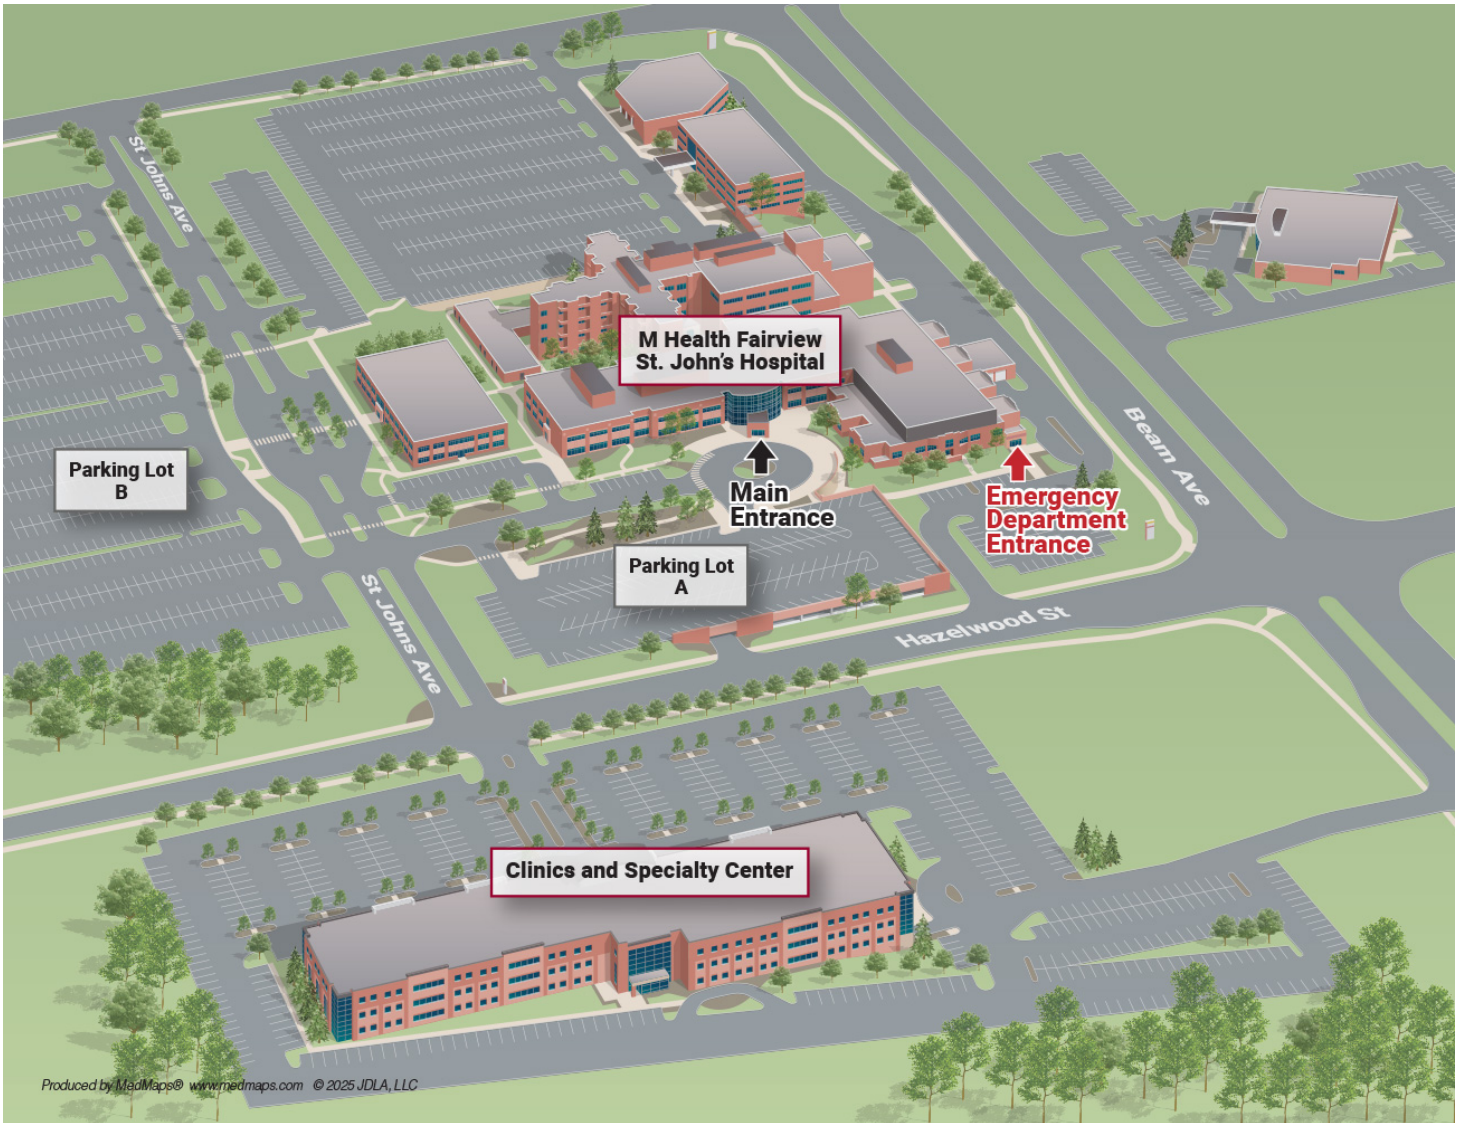 St Johns Ave
M Health Fairview
St. John's Hospital
Beam Ave
Parking Lot
B
Main
Entrance
Emergency
Department
Entrance
Parking Lot
A
St Johns Ave
Hazelwood St
Clinics and Specialty Center
Produced by MedMaps® www.medmaps.com © 2025 JDLA, LLC